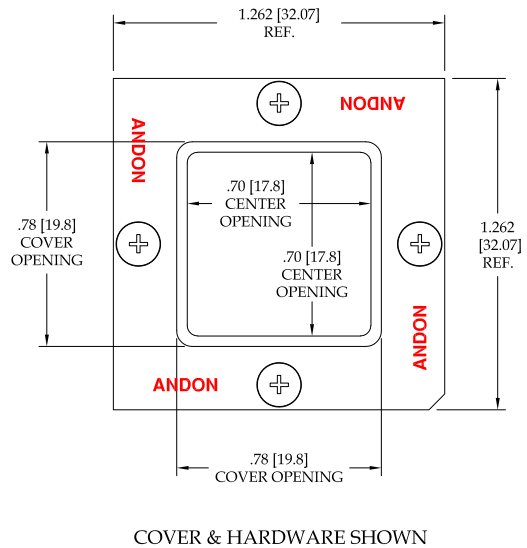 1.262 [32.07]
REF.
ANDON
ANDON
.70 [17.8]
CENTER
OPENING
.78 [19.8]
COVER
OPENING
1.262
[32.07]
REF.
.70 [17.8]
CENTER
OPENING
ANDON
ANDON
.78 [19.8]
COVER OPENING
COVER & HARDWARE SHOWN